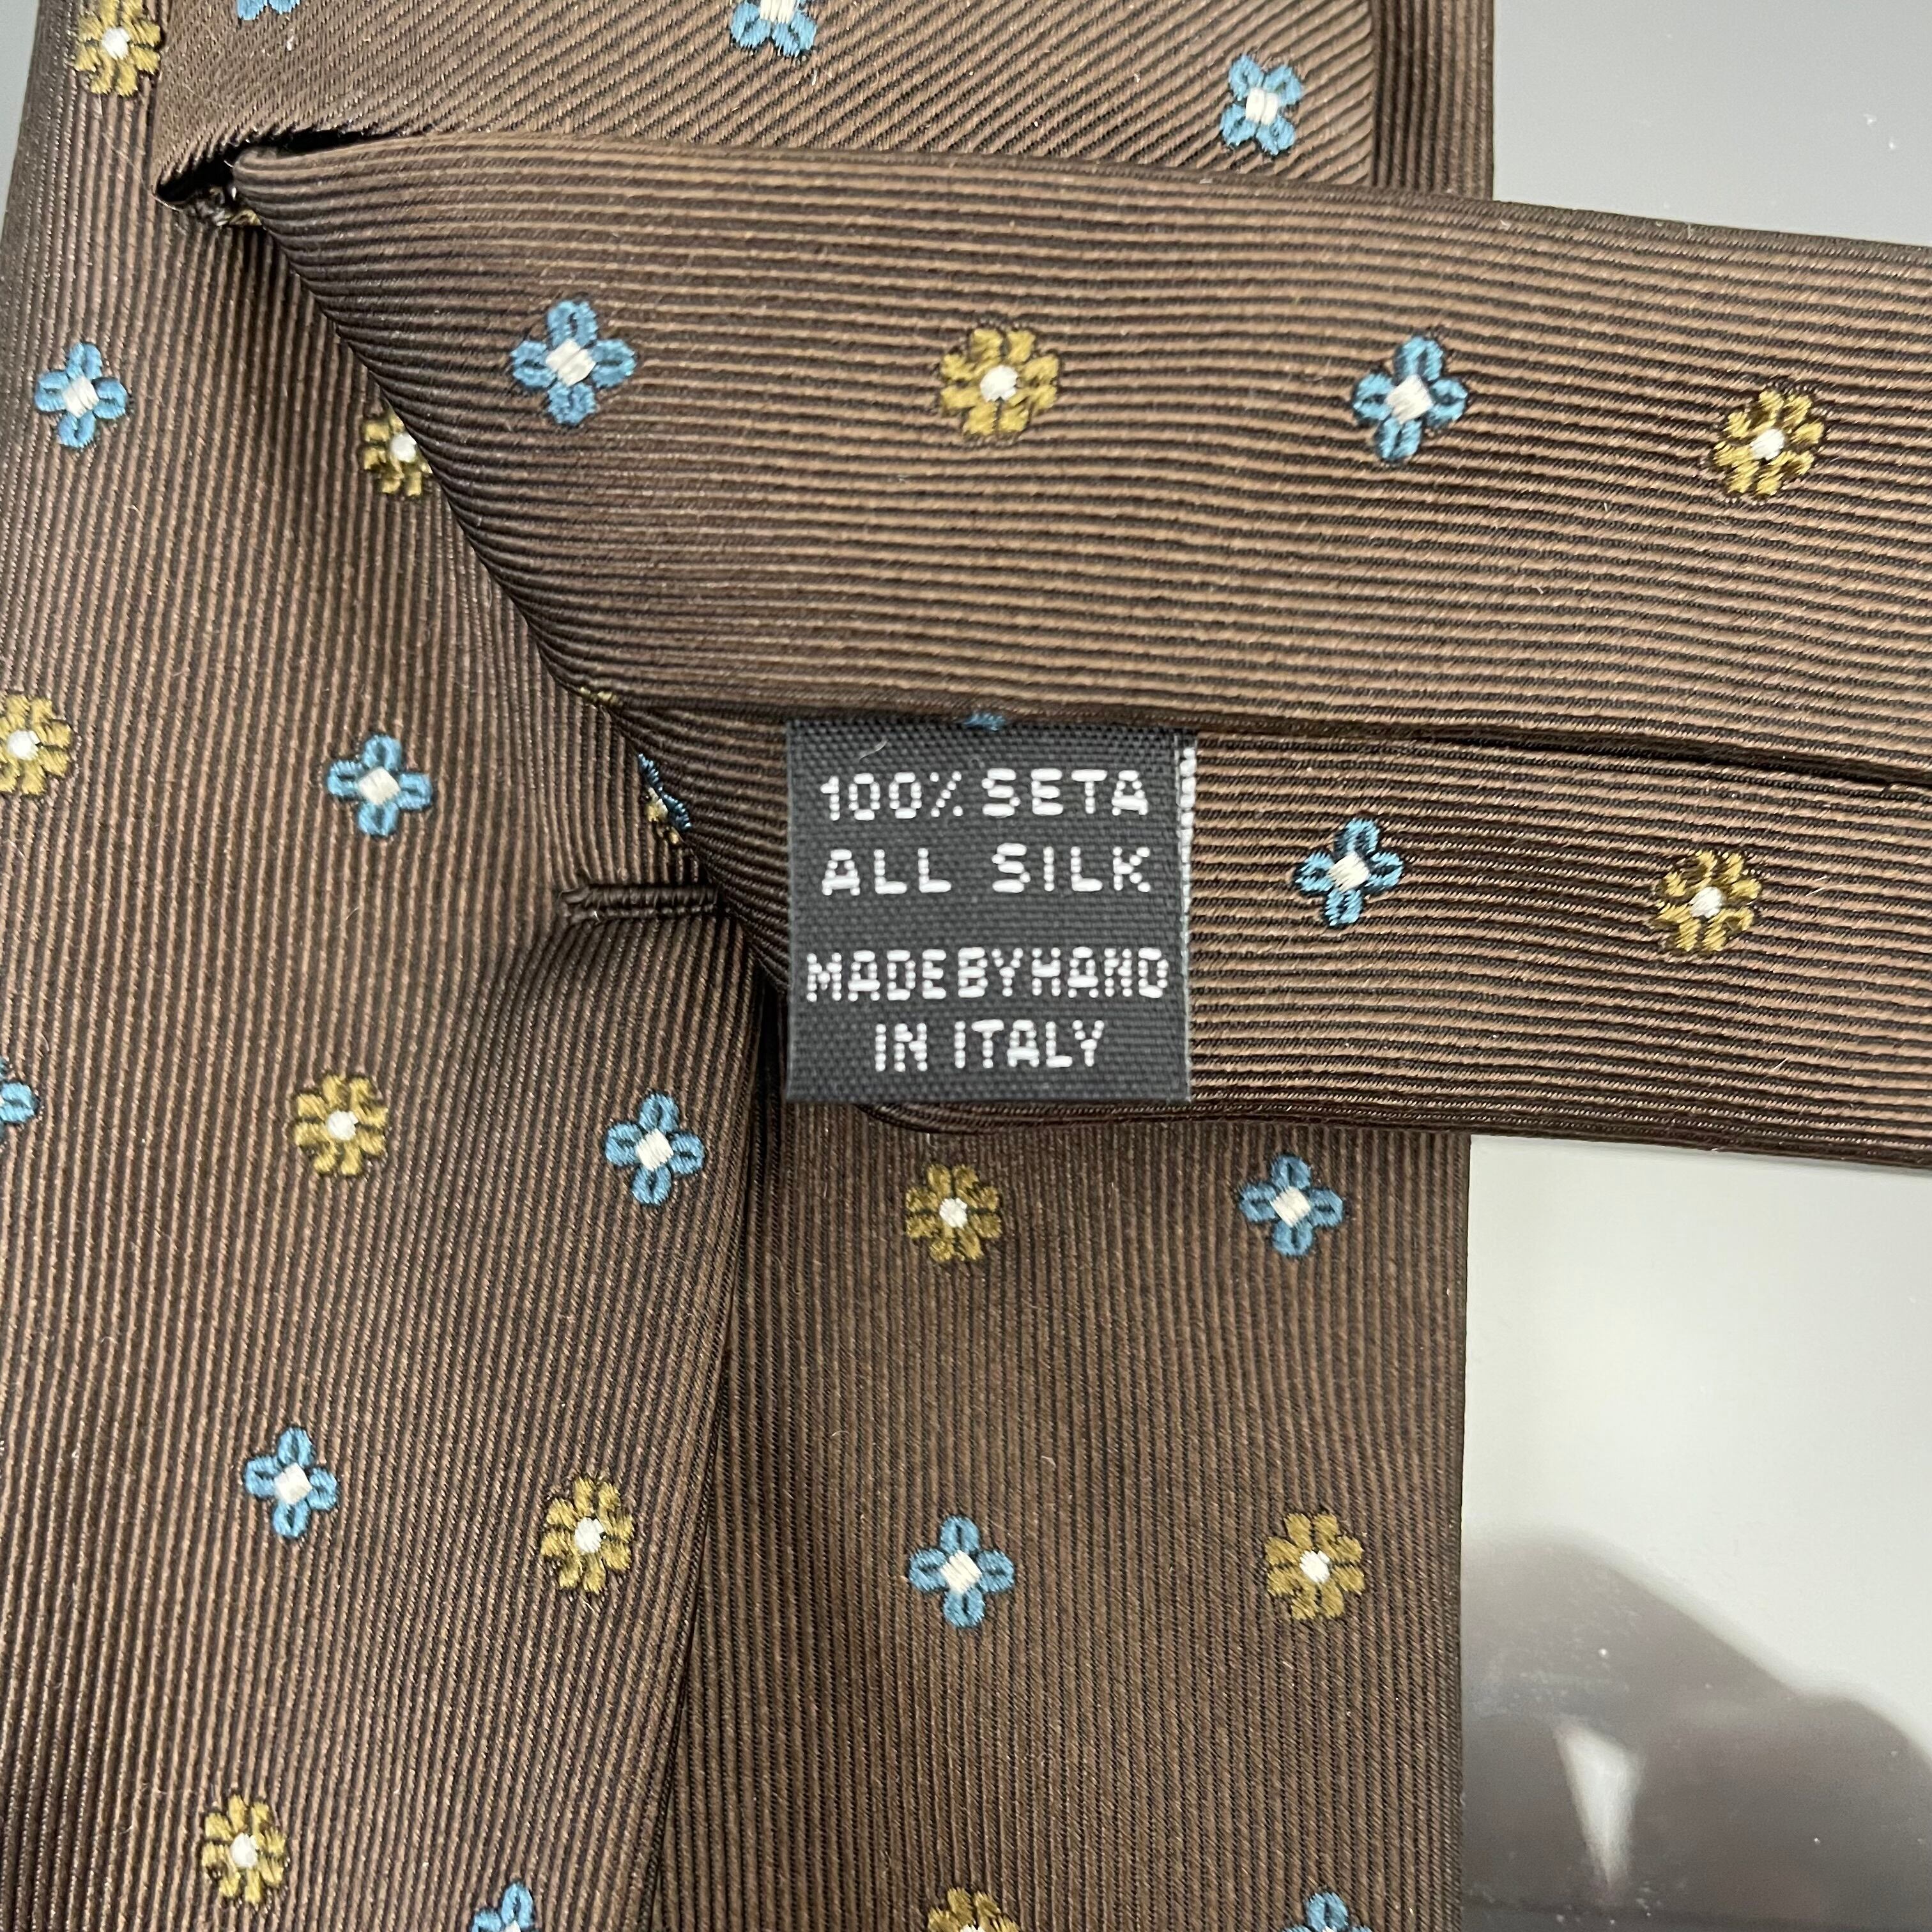 100% SETA
ALL SILK
MADE BY HAND
IN ITALY